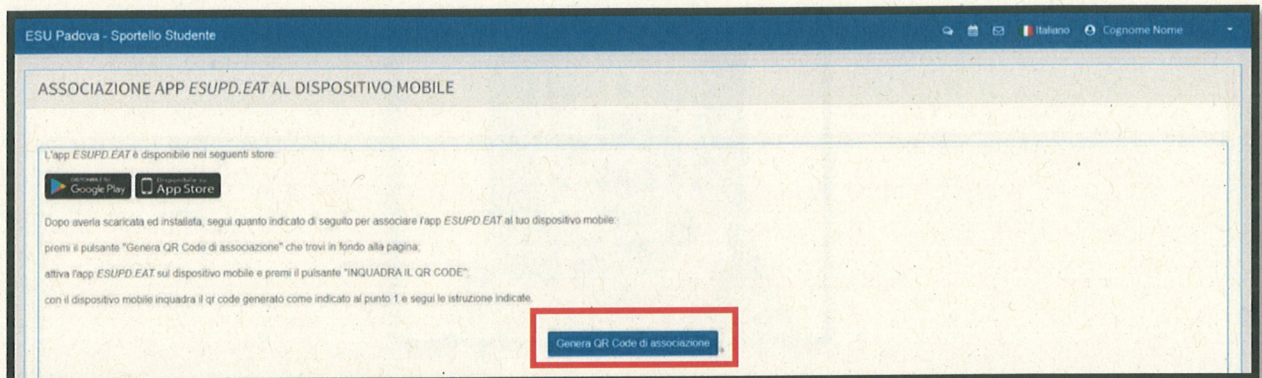 ESU Padova - Sportello Studente
Italiano Cognome Nome
ASSOCIAZIONE APP ESUPD.EAT AL DISPOSITIVO MOBILE
L'app ESUPD.EAT è disponibile nei seguenti store:
Google Play
App Store
Dopo averla scaricata ed installata, segui quanto indicato di seguito per associare l'app ESUPD.EAT al tuo dispositivo mobile:
premi il pulsante "Genera QR Code di associazione" che trovi in fondo alla pagina;
attiva l'app ESUPD.EAT sul dispositivo mobile e premi il pulsante "INQUADRA IL QR CODE";
con il dispositivo mobile inquadra il qr code generato come indicato al punto 1 e segui le istruzione indicate.
Genera QR Code di associazione